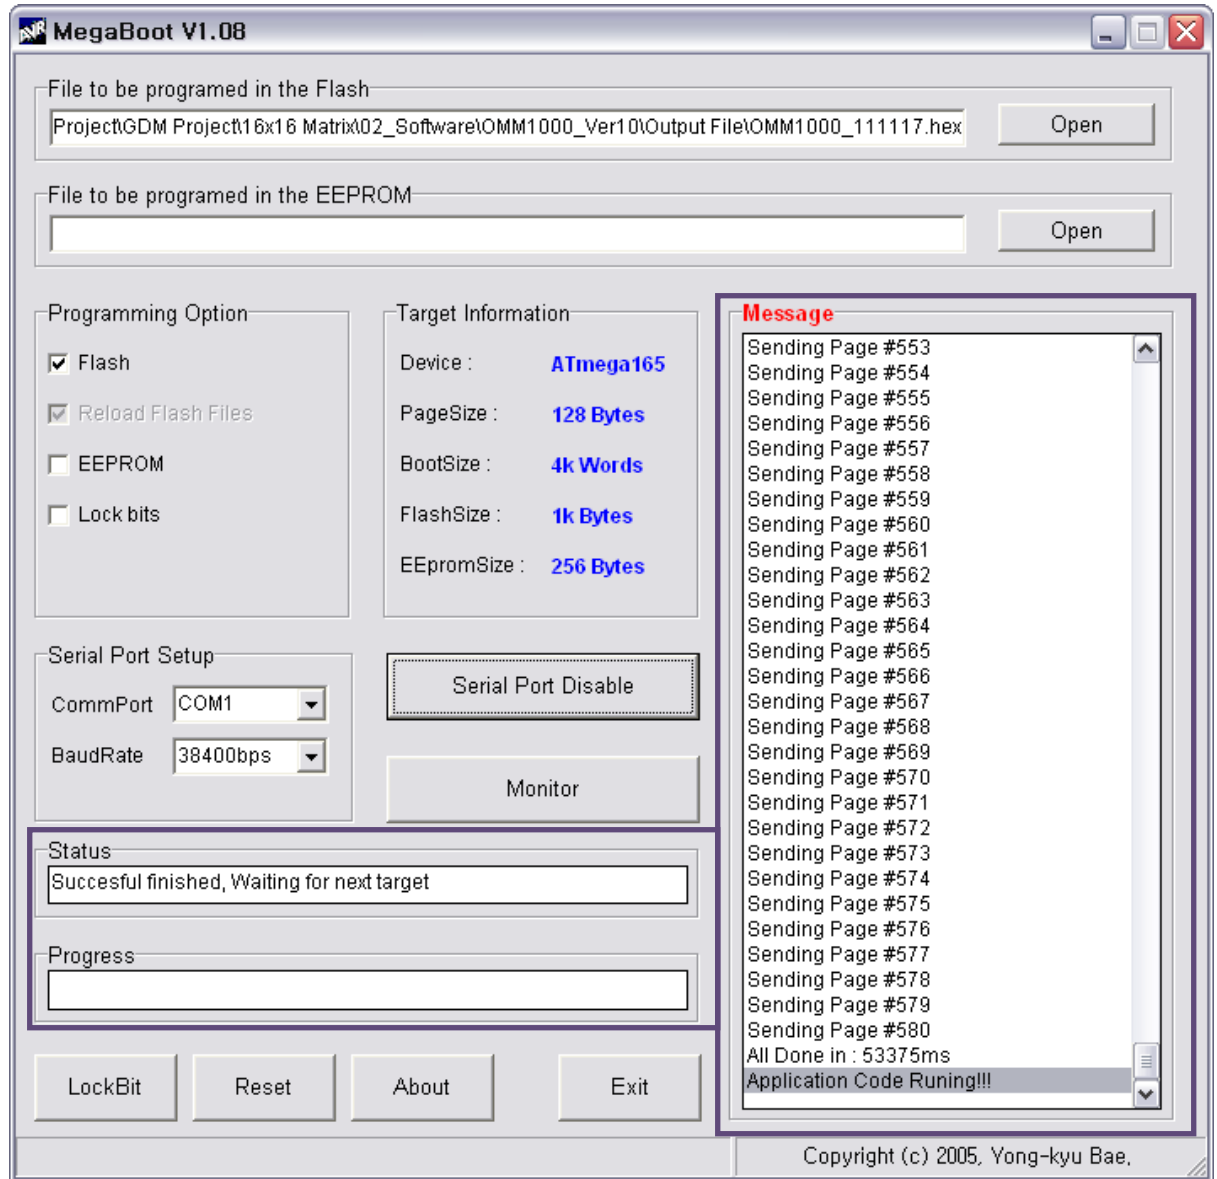 MegaBoot V1.08
File to be programed in the Flash
Project\GDM Project\16x16 Matrix\02_Software\OMM1000_Ver10\Output File\OMM1000_111117.hex
Open
File to be programed in the EEPROM
Open
Programming Option
Flash
Reload Flash Files
EEPROM
Lock bits
Target Information
Device : ATmega165
PageSize : 128 Bytes
BootSize : 4k Words
FlashSize : 1k Bytes
EEpromSize : 256 Bytes
Serial Port Setup
CommPort COM1
BaudRate 38400bps
Serial Port Disable
Monitor
Status
Succesful finished, Waiting for next target
Progress
Message
Sending Page #553
Sending Page #554
Sending Page #555
Sending Page #556
Sending Page #557
Sending Page #558
Sending Page #559
Sending Page #560
Sending Page #561
Sending Page #562
Sending Page #563
Sending Page #564
Sending Page #565
Sending Page #566
Sending Page #567
Sending Page #568
Sending Page #569
Sending Page #570
Sending Page #571
Sending Page #572
Sending Page #573
Sending Page #574
Sending Page #575
Sending Page #576
Sending Page #577
Sending Page #578
Sending Page #579
Sending Page #580
All Done in : 53375ms
Application Code Runing!!!
LockBit
Reset
About
Exit
Copyright (c) 2005, Yong-kyu Bae,